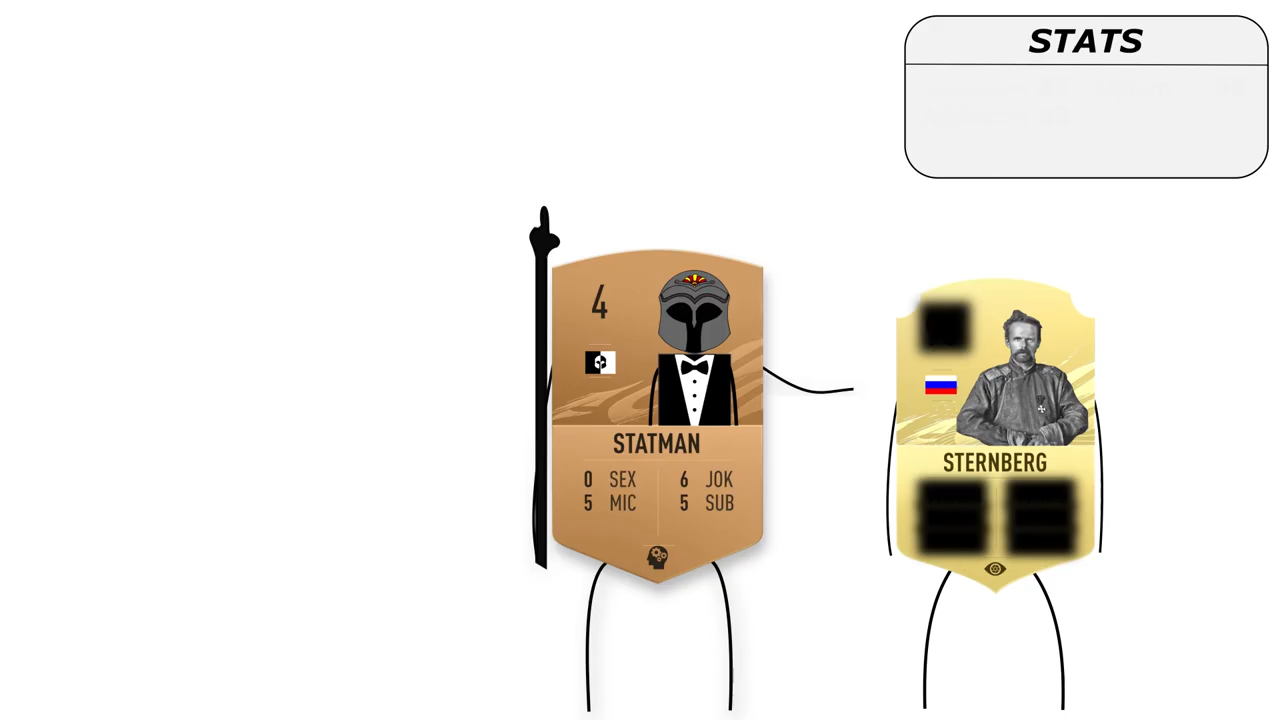 STATS
4
STATMAN
0 SEX 6 JOK
5 MIC 5 SUB
STERNBERG